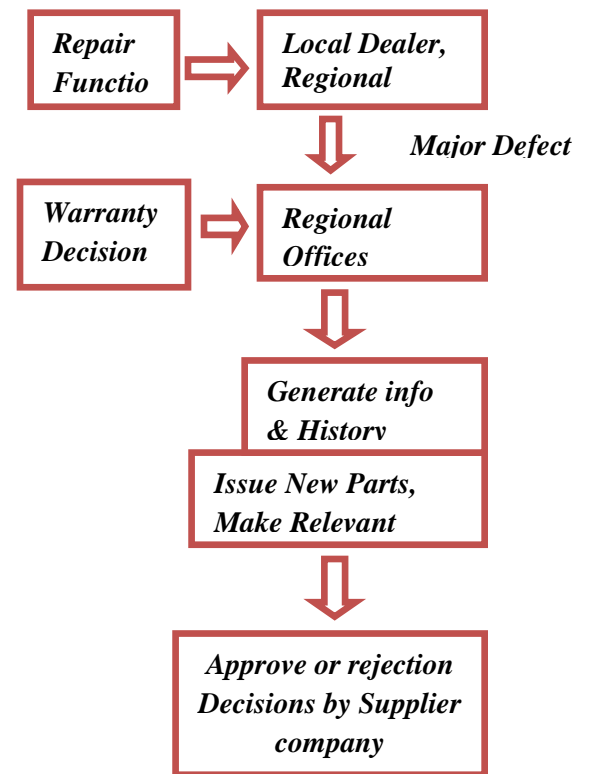 Repair
Functio
Local Dealer,
Regional
Major Defect
Warranty
Decision
Regional
Offices
Generate info
& History
Issue New Parts,
Make Relevant
Approve or rejection
Decisions by Supplier
company